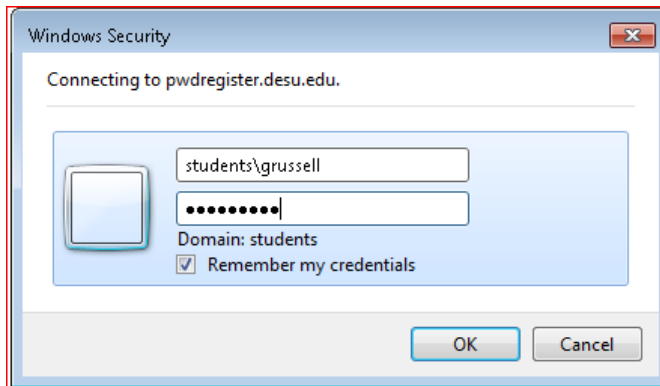 Windows Security
Connecting to pwdregister.desu.edu.
students\grussell
●●●●●●●●●
Domain: students
Remember my credentials
OK
Cancel